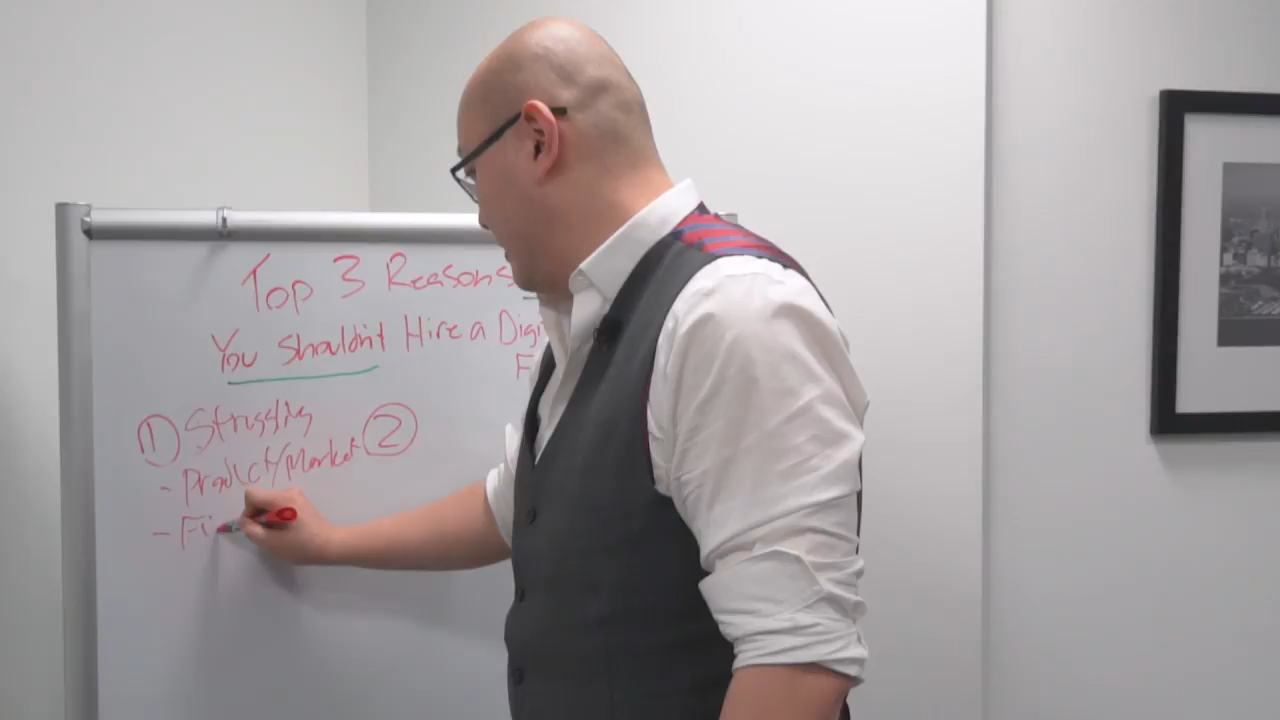 Top 3 Reasons
You Shouldn't Hire a Digi
F
① Struggling
- Product/Market ②
- Fi